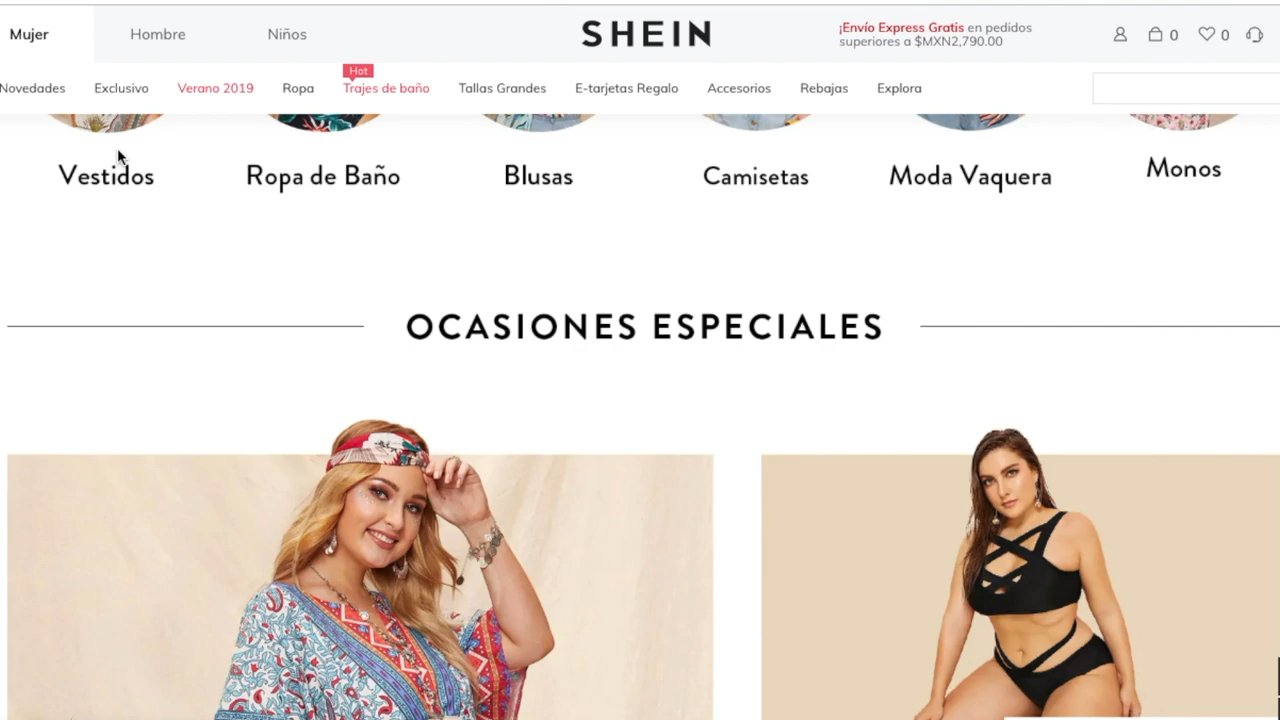 Mujer Hombre Niños SHEIN ¡Envío Express Gratis en pedidos
superiores a $MXN2,790.00 0 0
Hot
Novedades Exclusivo Verano 2019 Ropa Trajes de baño Tallas Grandes E-tarjetas Regalo Accesorios Rebajas Explora
Vestidos Ropa de Baño Blusas Camisetas Moda Vaquera Monos
OCASIONES ESPECIALES